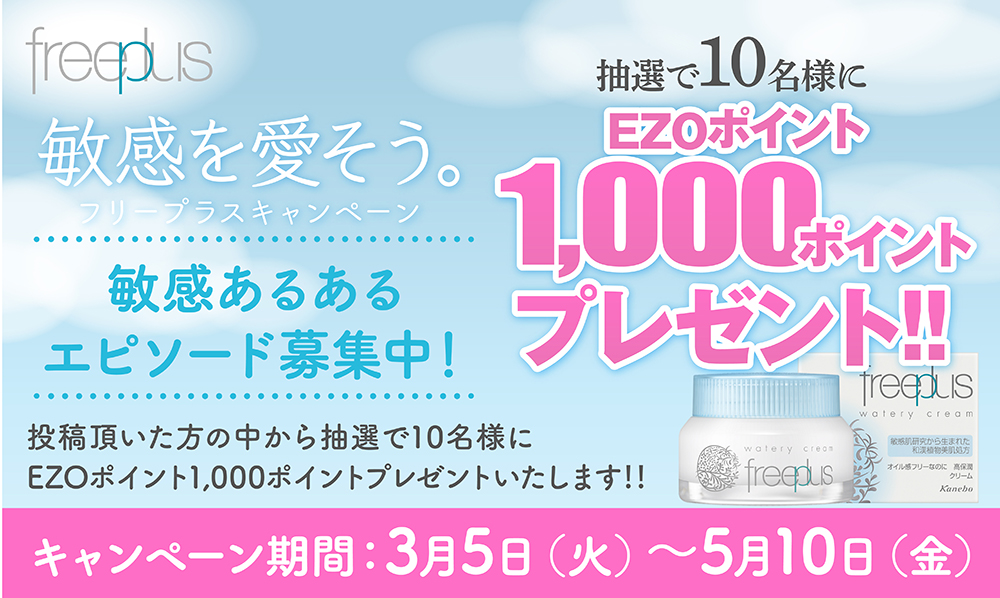 freeplus
敏感を愛そう。
フリープラスキャンペーン
敏感あるある
エピソード募集中！
投稿頂いた方の中から抽選で10名様に
EZOポイント1,000ポイントプレゼントいたします!!
抽選で10名様に
EZOポイント
1,000ポイント
プレゼント!!
freeplus
watery cream
敏感肌研究から生まれた
和漢植物美肌処方
オイル感フリーなのに 高保潤
クリーム
Kanebo
watery cream
freeplus
キャンペーン期間：3月5日（火）～5月10日（金）